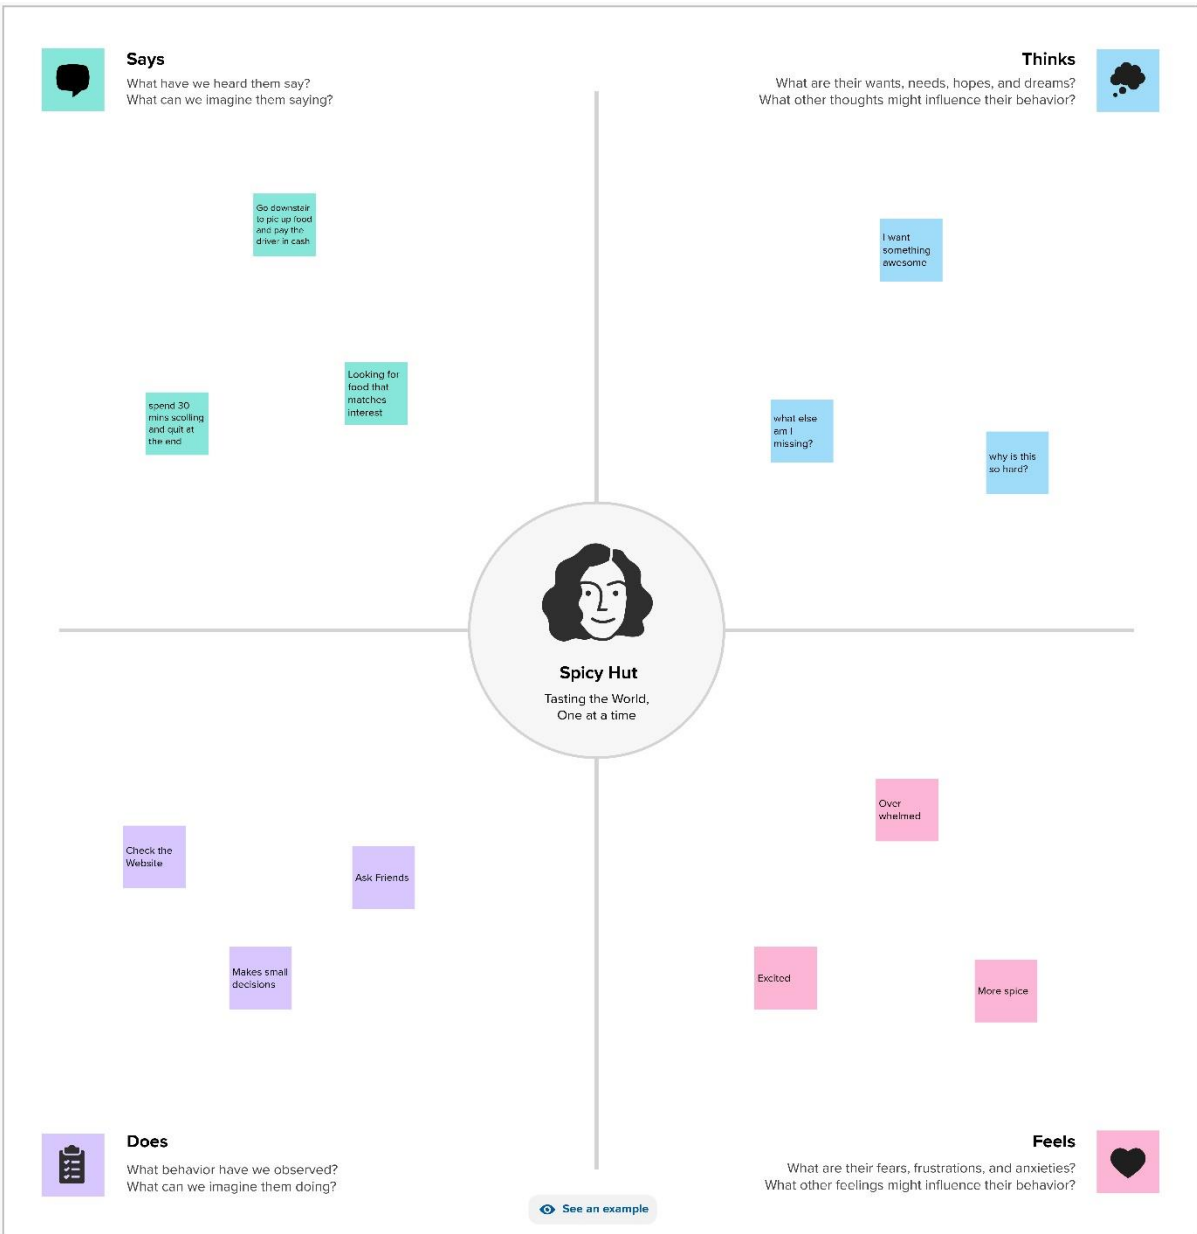 Says
What have we heard them say?
What can we imagine them saying?
Thinks
What are their wants, needs, hopes, and dreams?
What other thoughts might influence their behavior?
Go downstair
to pic up food
and pay the
driver in cash
Looking for
food that
matches
interest
spend 30
mins scolling
and quit at
the end
I want
something
awesome
what else
am I
missing?
why is this
so hard?
Spicy Hut
Tasting the World,
One at a time
Check the
Website
Ask Friends
Makes small
decisions
Over
whelmed
Excited
More spice
Does
What behavior have we observed?
What can we imagine them doing?
Feels
What are their fears, frustrations, and anxieties?
What other feelings might influence their behavior?
See an example